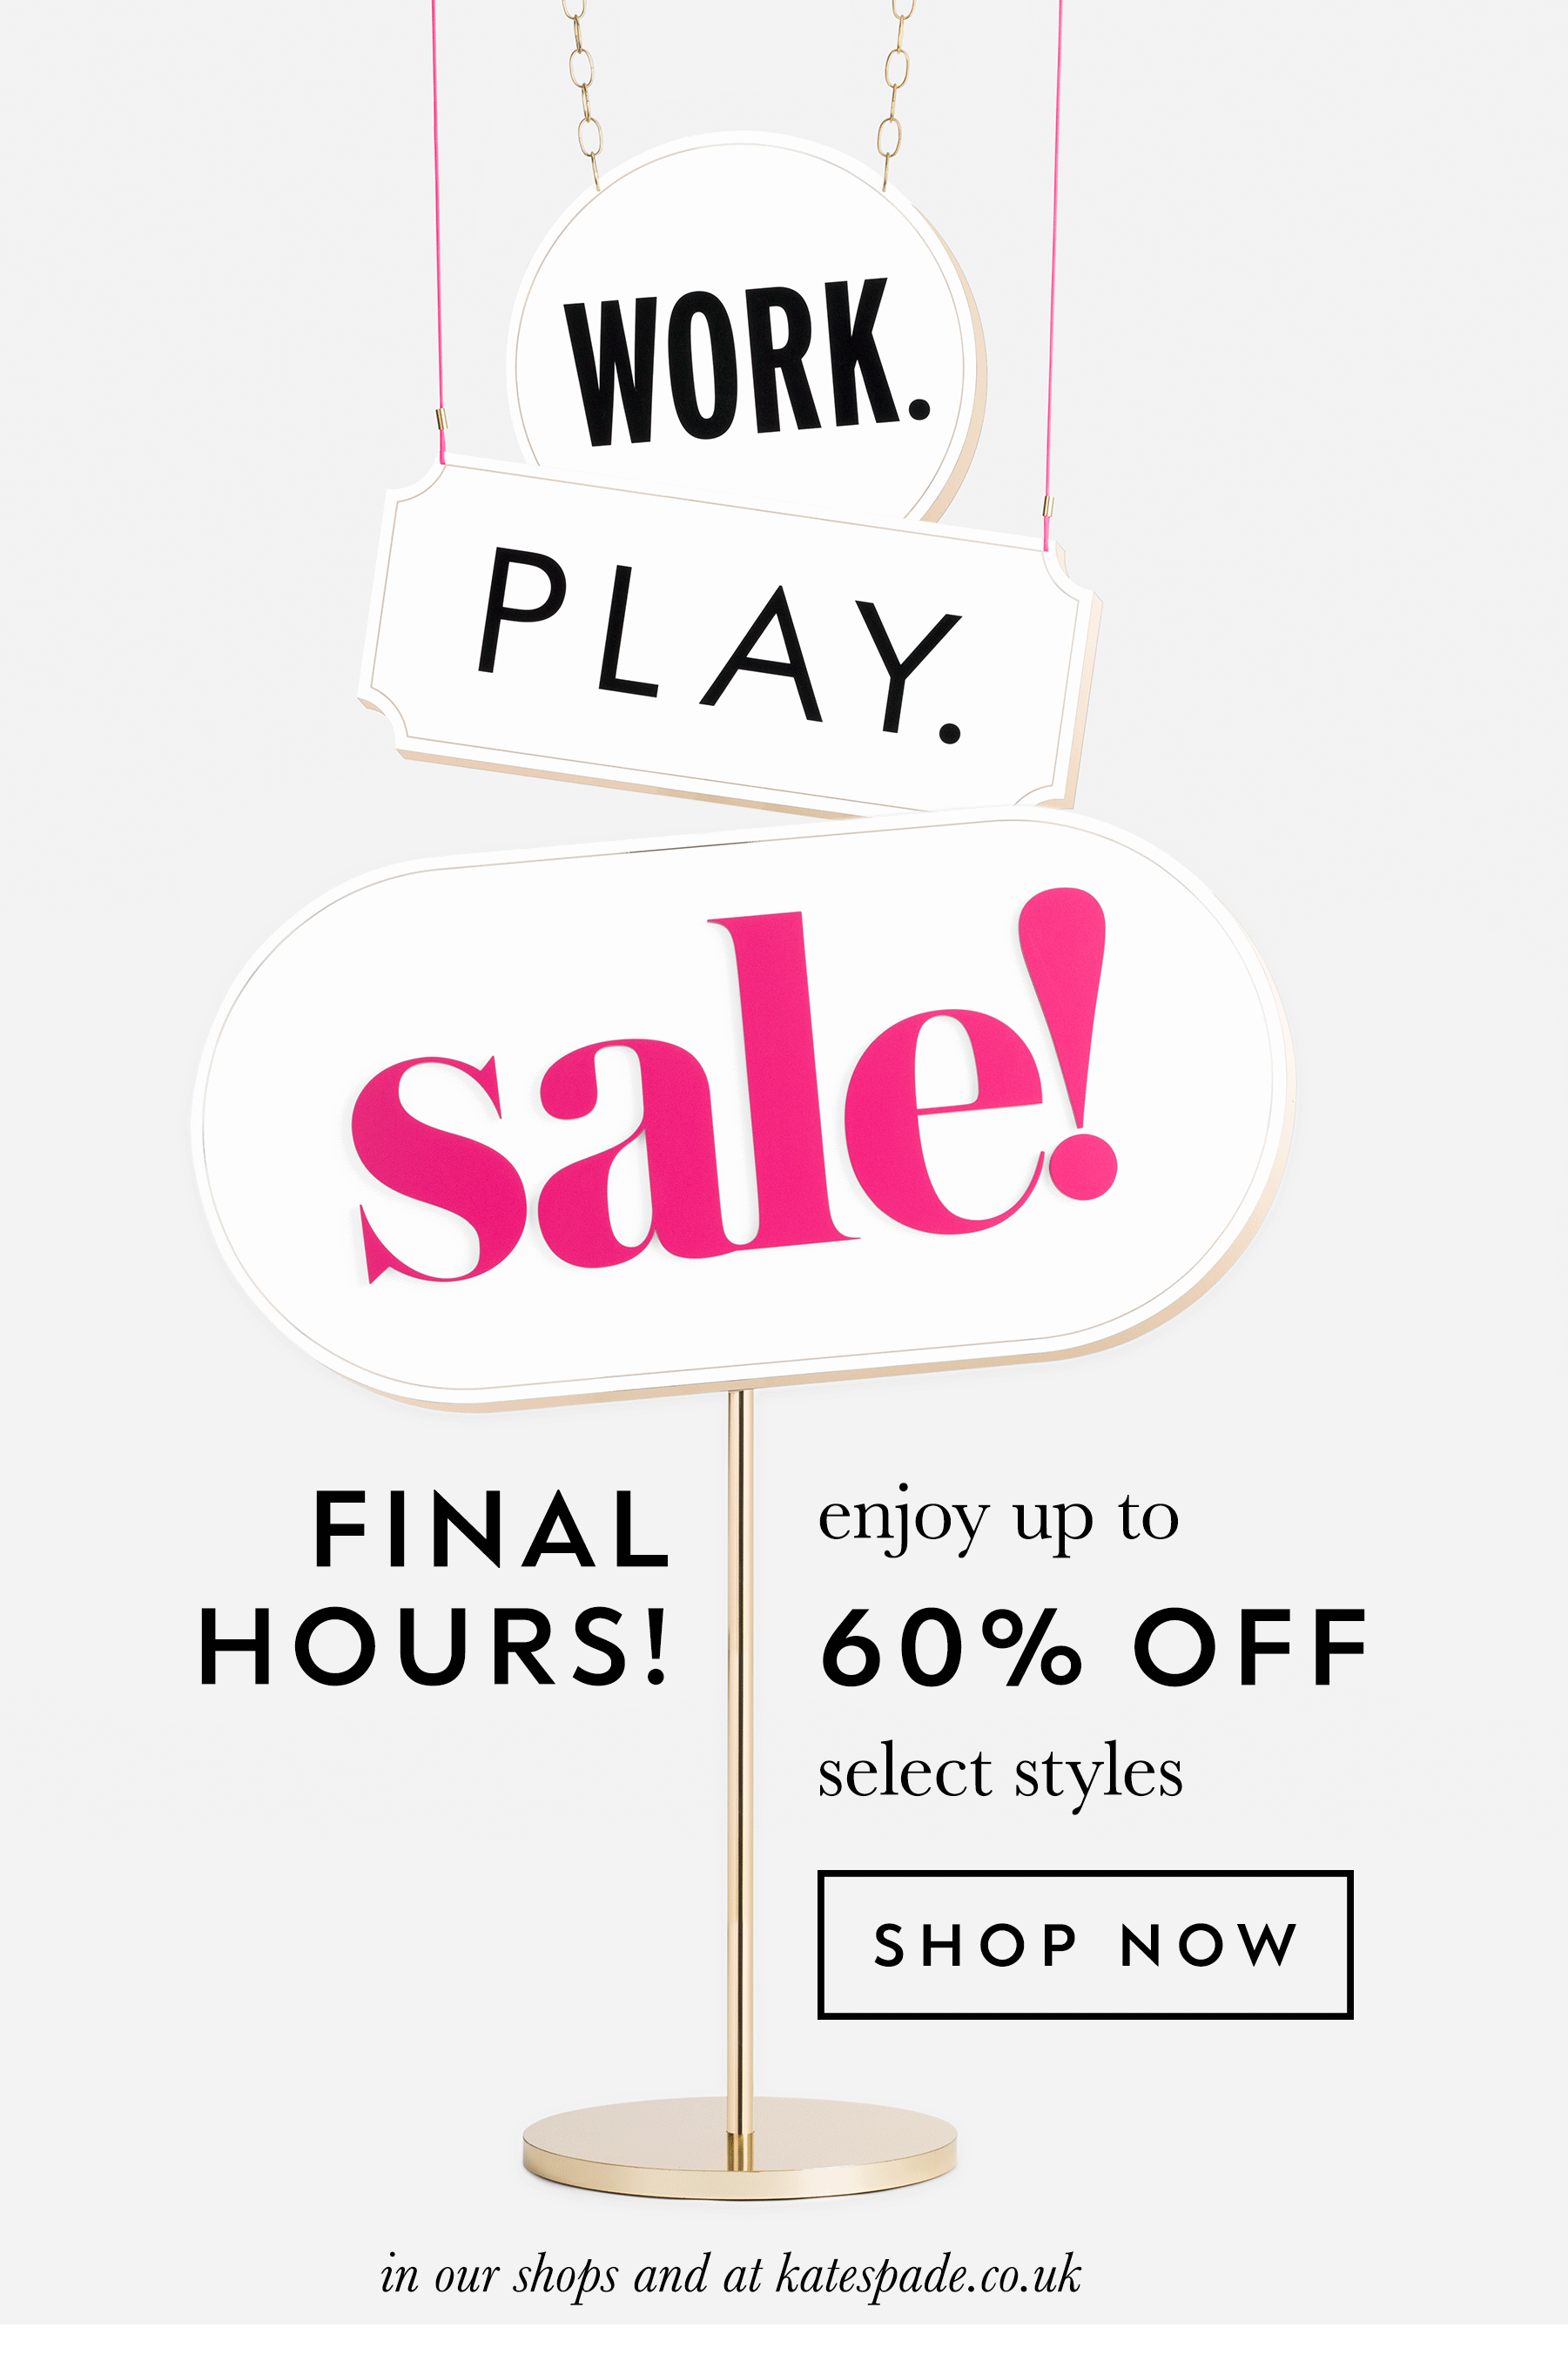 WORK.
PLAY.
sale!
FINAL
HOURS!
enjoy up to
60% OFF
select styles
SHOP NOW
in our shops and at katespade.co.uk